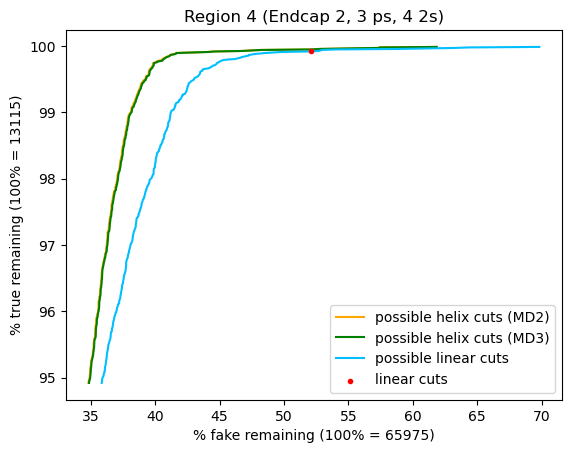 Region 4 (Endcap 2, 3 ps, 4 2s)
% true remaining (100% = 13115)
100
99
98
97
96
95
35 40 45 50 55 60 65 70
% fake remaining (100% = 65975)
possible helix cuts (MD2)
possible helix cuts (MD3)
possible linear cuts
linear cuts